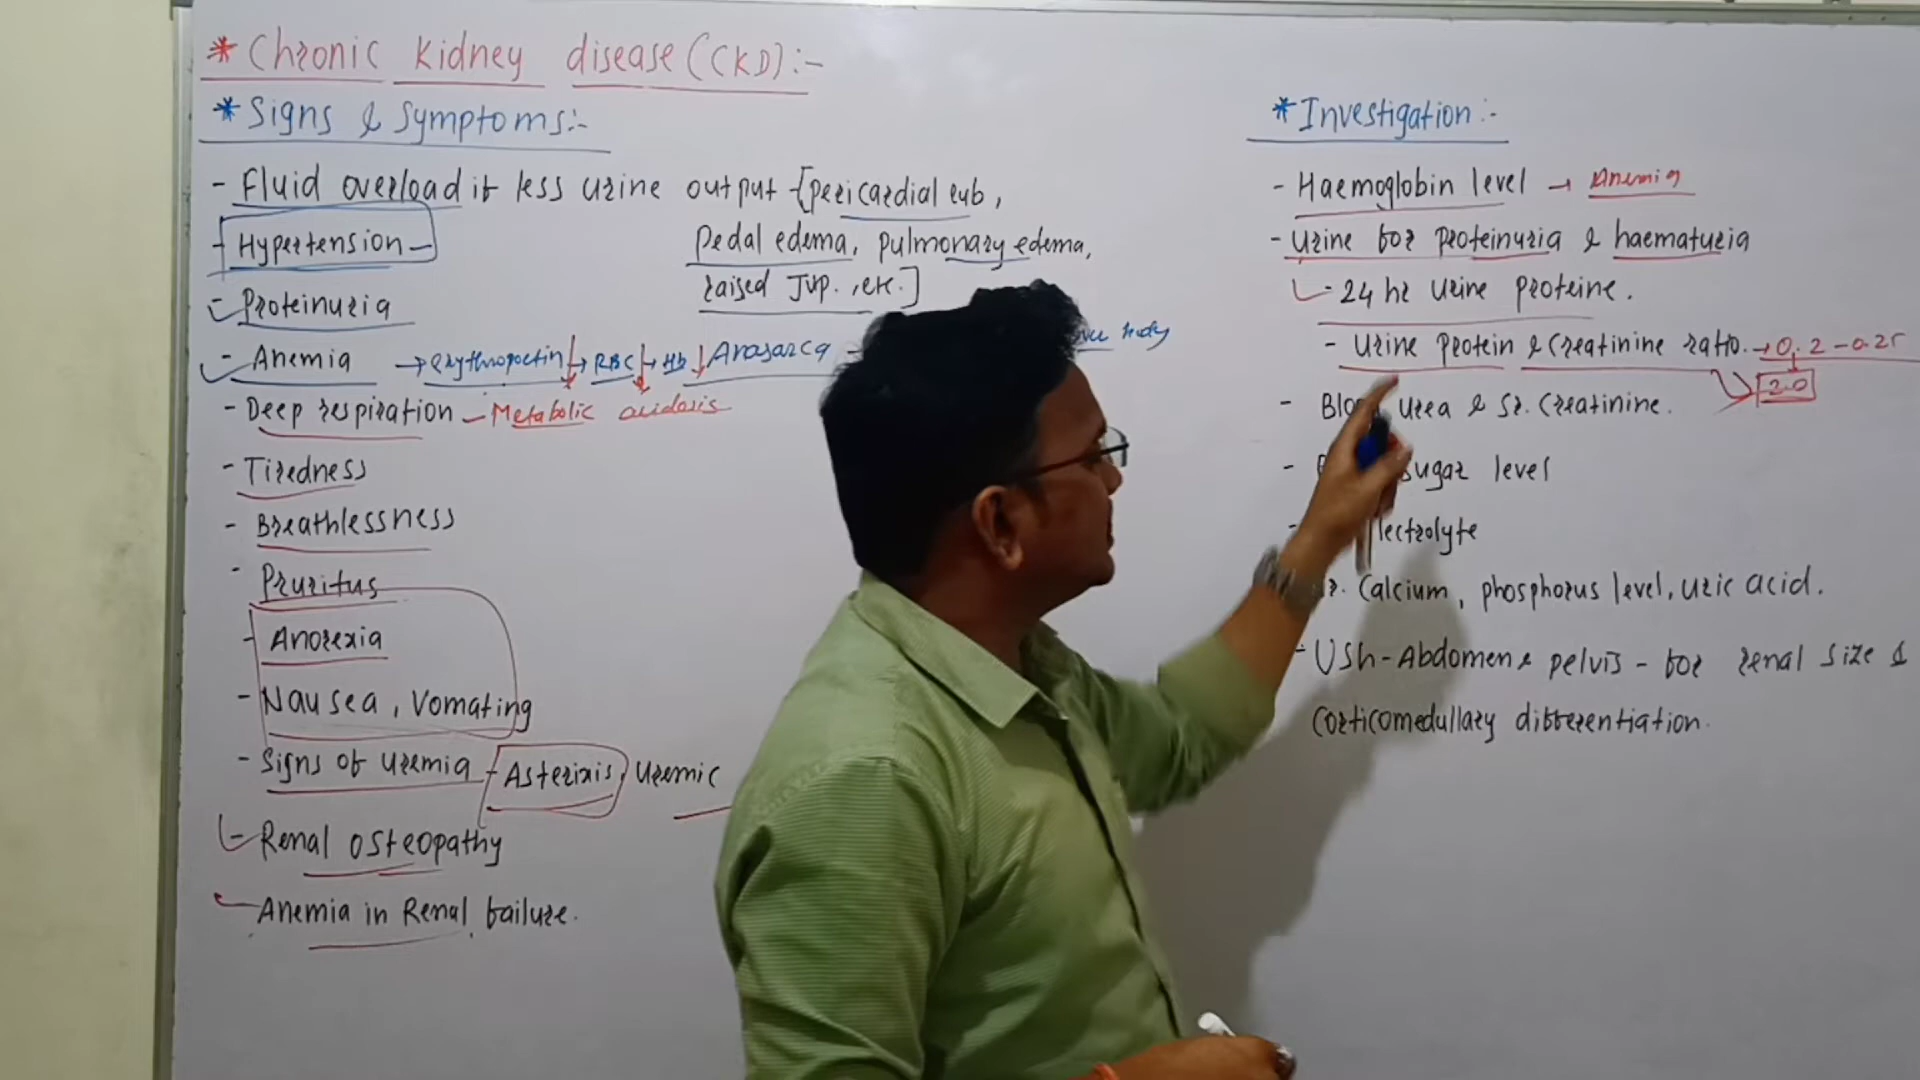 * Chronic Kidney disease (CKD):-
* Signs & Symptoms:-
- Fluid overload if less urine output -[pericardial rub,
pedal edema, pulmonary edema,
raised Jvp., etc.]
- Hypertension -
- Proteinuria
- Anemia → erythropoetin ↓ → RBC ↓ → Hb ↓ Anasarca - body
- Deep respiration - Metabolic acidosis
- Tiredness
- Breathlessness
- Pruritus
- Anorexia
- Nausea, Vomating
- Signs of uremia - Asterixis, uremic
- Renal osteopathy
- Anemia in Renal failure.
* Investigation:-
- Haemoglobin level → Anemia
- Urine for proteinuria & haematuria
- 24 hr urine proteine.
- Urine protein & creatinine ratio. → 0.2 - 0.25
2.0
- Urea & Sr. Creatinine.
- sugar level
- Calcium, phosphorus level, uric acid.
- Abdomen & pelvis - for renal size &
corticomedullary differentiation.